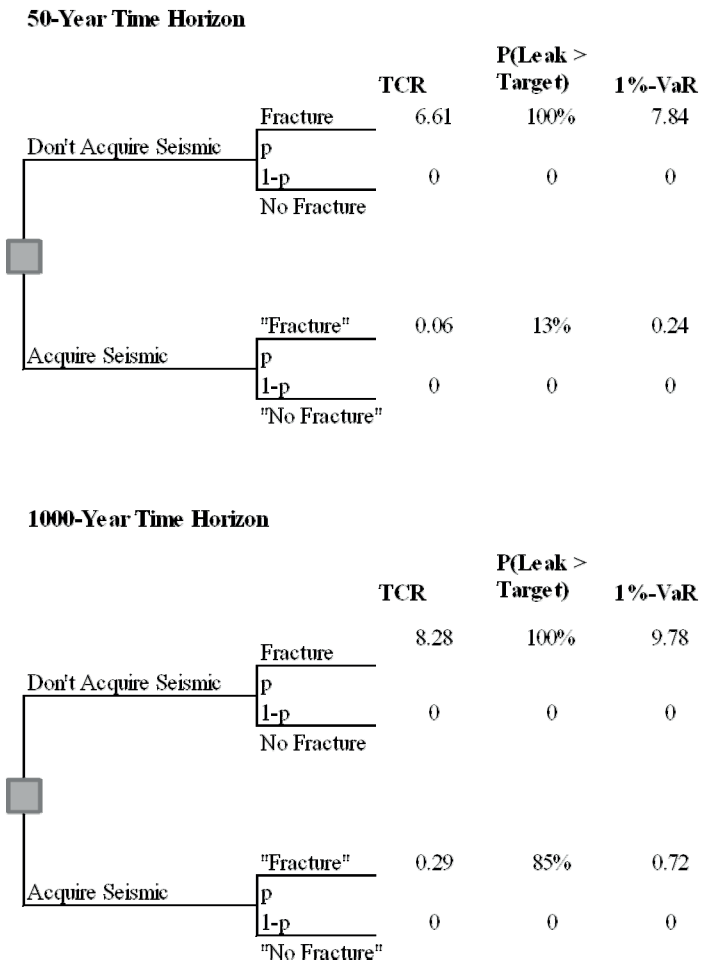 50-Year Time Horizon
P(Leak >
TCR Target) 1%-VaR
Fracture 6.61 100% 7.84
Don't Acquire Seismic p
1-p 0 0 0
No Fracture
"Fracture" 0.06 13% 0.24
Acquire Seismic p
1-p 0 0 0
"No Fracture"
1000-Year Time Horizon
P(Leak >
TCR Target) 1%-VaR
Fracture 8.28 100% 9.78
Don't Acquire Seismic p
1-p 0 0 0
No Fracture
"Fracture" 0.29 85% 0.72
Acquire Seismic p
1-p 0 0 0
"No Fracture"